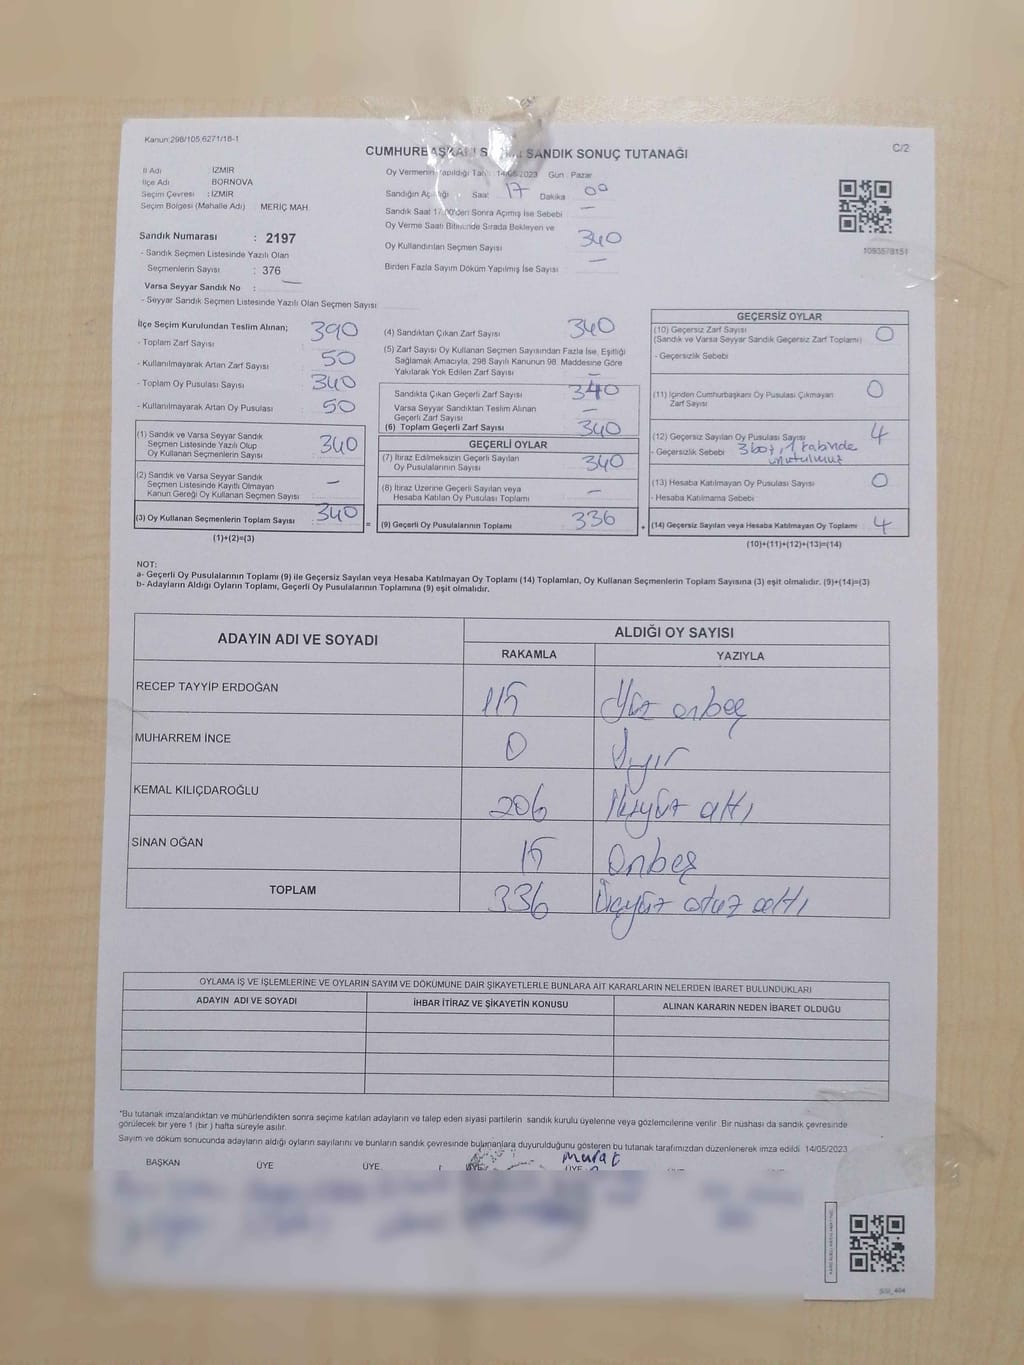 Kanun:298/105.6271/18-1
C/2
CUMHURBAŞKANI SEÇİMİ SANDIK SONUÇ TUTANAĞI
İl Adı : İZMİR
İlçe Adı BORNOVA
Seçim Çevresi : İZMİR
Seçim Bölgesi (Mahalle Adı) : MERİÇ MAH.
Sandık Numarası : 2197
- Sandık Seçmen Listesinde Yazılı Olan
Seçmenlerin Sayısı : 376
Varsa Seyyar Sandık No : —
- Seyyar Sandık Seçmen Listesinde Yazılı Olan Seçmen Sayısı
Oy Vermenin Yapıldığı Tarih 14/05/2023 Gün : Pazar
Sandığın Açıldığı Saat 17 Dakika 00
Sandık Saat 17.00'den Sonra Açılmış İse Sebebi —
Oy Verme Saati Bitiminde Sırada Bekleyen ve
Oy Kullandırılan Seçmen Sayısı 340
Birden Fazla Sayım Döküm Yapılmış İse Sayısı —
1093578151
İlçe Seçim Kurulundan Teslim Alınan;
- Toplam Zarf Sayısı 390
- Kullanılmayarak Artan Zarf Sayısı 50
- Toplam Oy Pusulası Sayısı 340
- Kullanılmayarak Artan Oy Pusulası 50
(1) Sandık ve Varsa Seyyar Sandık
Seçmen Listesinde Yazılı Olup
Oy Kullanan Seçmenlerin Sayısı 340
(2) Sandık ve Varsa Seyyar Sandık
Seçmen Listesinde Kayıtlı Olmayan
Kanun Gereği Oy Kullanan Seçmen Sayısı —
(3) Oy Kullanan Seçmenlerin Toplam Sayısı 340
(1)+(2)=(3)
=
(4) Sandıktan Çıkan Zarf Sayısı 340
(5) Zarf Sayısı Oy Kullanan Seçmen Sayısından Fazla İse, Eşitliği
Sağlamak Amacıyla, 298 Sayılı Kanunun 98. Maddesine Göre
Yakılarak Yok Edilen Zarf Sayısı —
Sandıkta Çıkan Geçerli Zarf Sayısı 340
Varsa Seyyar Sandıktan Teslim Alınan
Geçerli Zarf Sayısı —
(6) Toplam Geçerli Zarf Sayısı 340
GEÇERLİ OYLAR
(7) İtiraz Edilmeksizin Geçerli Sayılan
Oy Pusulalarının Sayısı 340
(8) İtiraz Üzerine Geçerli Sayılan veya
Hesaba Katılan Oy Pusulası Toplamı —
(9) Geçerli Oy Pusulalarının Toplamı 336
+
GEÇERSİZ OYLAR
(10) Geçersiz Zarf Sayısı
(Sandık ve Varsa Seyyar Sandık Geçersiz Zarf Toplamı) 0
- Geçersizlik Sebebi
(11) İçinden Cumhurbaşkanı Oy Pusulası Çıkmayan
Zarf Sayısı 0
(12) Geçersiz Sayılan Oy Pusulası Sayısı 4
- Geçersizlik Sebebi 3 boş, 1 kabinde
unutulmuş
(13) Hesaba Katılmayan Oy Pusulası Sayısı 0
- Hesaba Katılmama Sebebi
(14) Geçersiz Sayılan veya Hesaba Katılmayan Oy Toplamı 4
(10)+(11)+(12)+(13)=(14)
NOT:
a- Geçerli Oy Pusulalarının Toplamı (9) ile Geçersiz Sayılan veya Hesaba Katılmayan Oy Toplamı (14) Toplamları, Oy Kullanan Seçmenlerin Toplam Sayısına (3) eşit olmalıdır. (9)+(14)=(3)
b- Adayların Aldığı Oyların Toplamı, Geçerli Oy Pusulalarının Toplamına (9) eşit olmalıdır.
ADAYIN ADI VE SOYADI
ALDIĞI OY SAYISI
RAKAMLA YAZIYLA
RECEP TAYYİP ERDOĞAN 115 Yüz onbeş
MUHARREM İNCE 0 Sıfır
KEMAL KILIÇDAROĞLU 206 İkiyüz altı
SİNAN OĞAN 15 Onbeş
TOPLAM 336 Üçyüz otuz altı
OYLAMA İŞ VE İŞLEMLERİNE VE OYLARIN SAYIM VE DÖKÜMÜNE DAİR ŞİKAYETLERLE BUNLARA AİT KARARLARIN NELERDEN İBARET BULUNDUKLARI
ADAYIN ADI VE SOYADI İHBAR İTİRAZ VE ŞİKAYETİN KONUSU ALINAN KARARIN NEDEN İBARET OLDUĞU
"Bu tutanak imzalandıktan ve mühürlendikten sonra seçime katılan adayların ve talep eden siyasi partilerin sandık kurulu üyelerine veya gözlemcilerine verilir. Bir nüshası da sandık çevresinde
görülecek bir yere 1 (bir) hafta süreyle asılır.
Sayım ve döküm sonucunda adayların aldığı oyların sayılarını ve bunların sandık çevresinde bulunanlara duyurulduğunu gösteren bu tutanak tarafımızdan düzenlenerek imza edildi. 14/05/2023
Murat
BAŞKAN ÜYE ÜYE ÜYE ÜYE